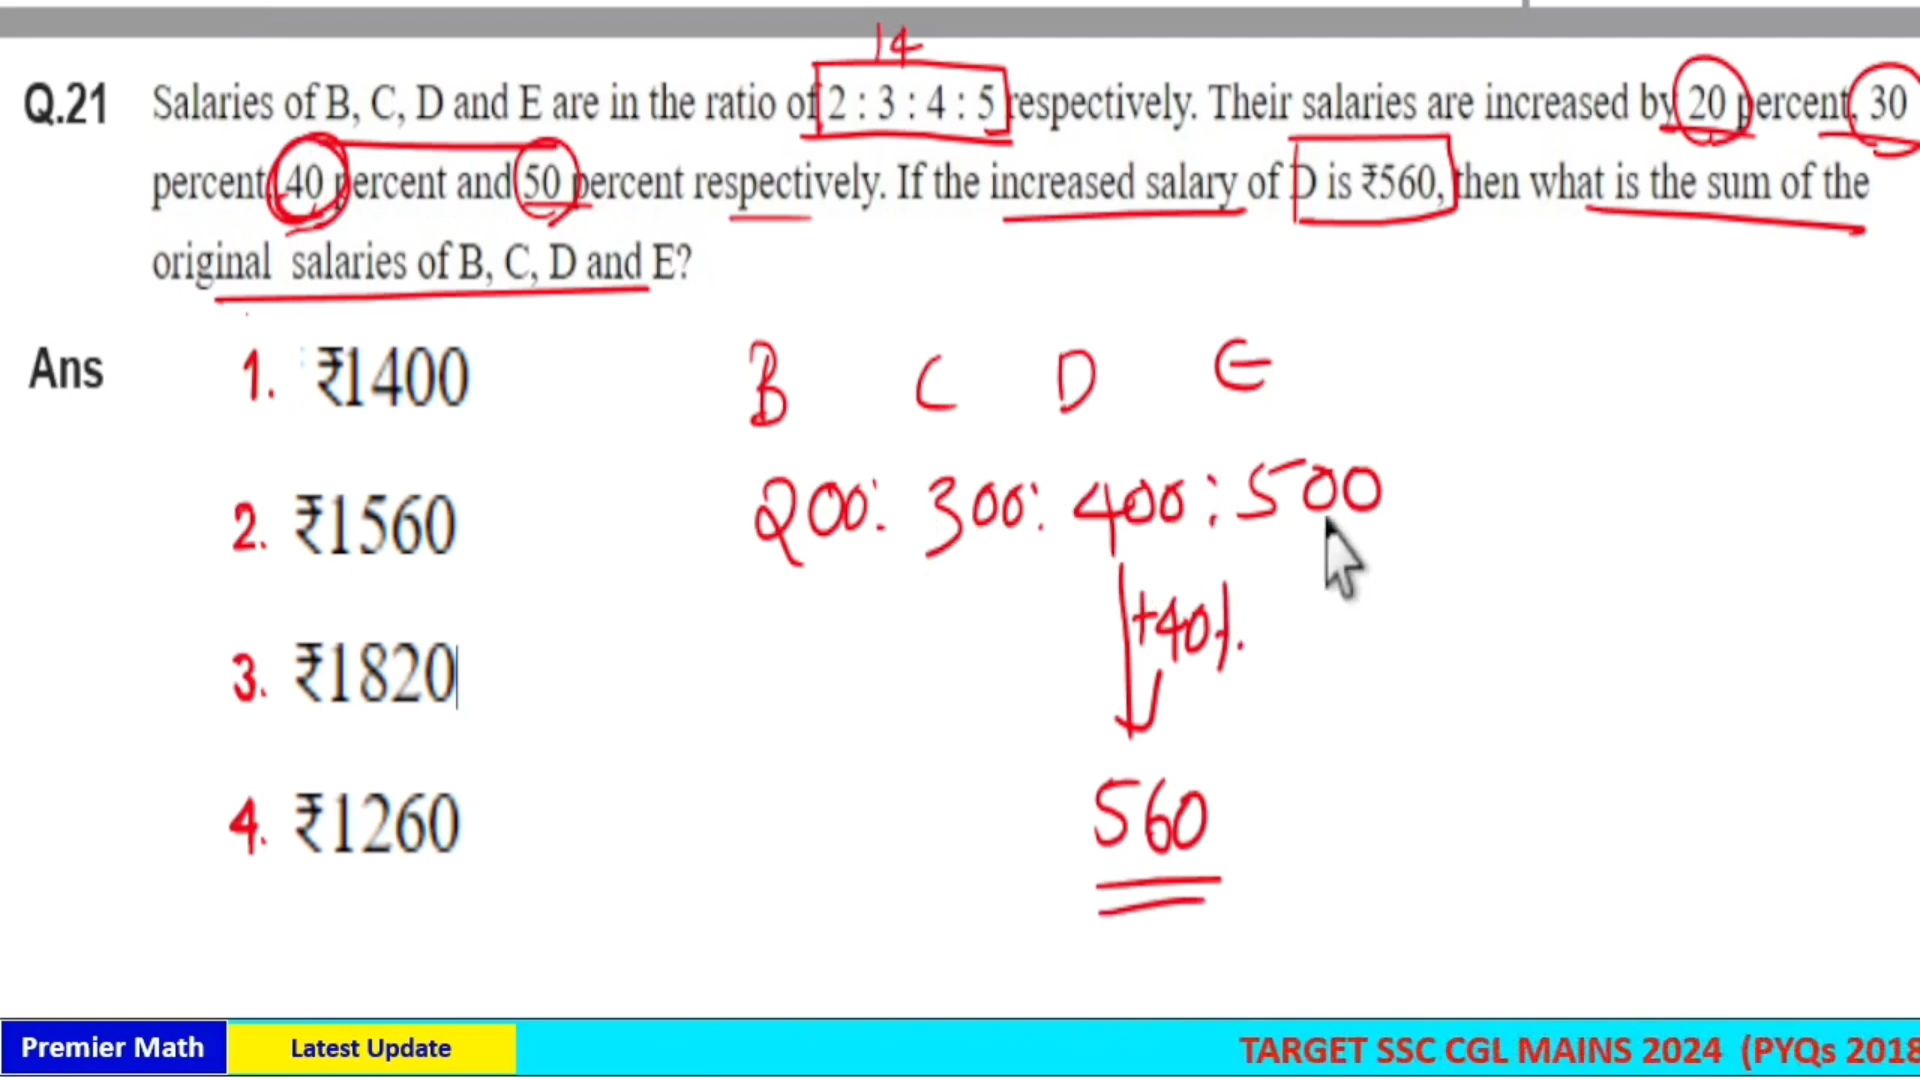 14
Q.21 Salaries of B, C, D and E are in the ratio of 2 : 3 : 4 : 5 respectively. Their salaries are increased by 20 percent, 30
percent, 40 percent and 50 percent respectively. If the increased salary of D is ₹560, then what is the sum of the
original salaries of B, C, D and E?
Ans 1. ₹1400
B C D E
2. ₹1560
200: 300: 400: 500
+40%.
3. ₹1820
4. ₹1260
560
Premier Math Latest Update TARGET SSC CGL MAINS 2024 (PYQs 2018